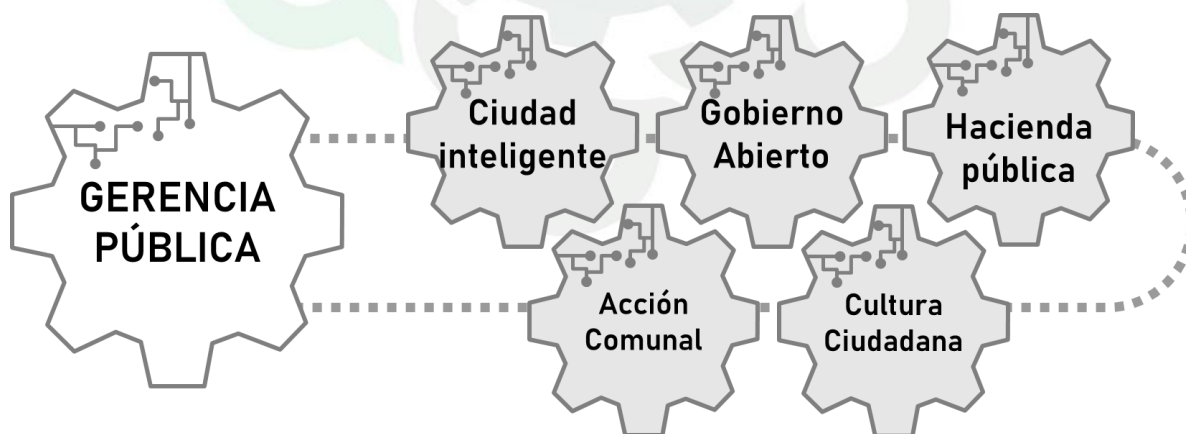 GERENCIA
PÚBLICA
Ciudad
inteligente
Gobierno
Abierto
Hacienda
pública
Acción
Comunal
Cultura
Ciudadana